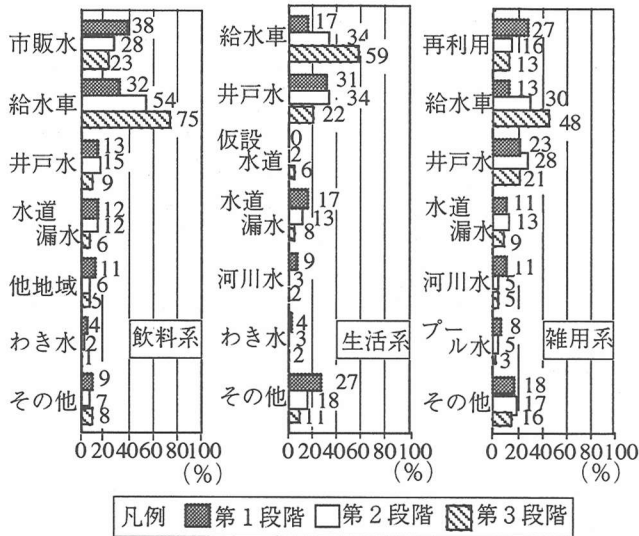 市販水 38 28 23
給水車 32 54 75
井戸水 13 15 9
水道漏水 12 12 6
他地域 11 6 5
わき水 4 2 1
その他 9 7 8
飲料系
0 20 40 60 80 100
(%)
給水車 17 34 59
井戸水 31 34 22
仮設水道 0 2 6
水道漏水 17 13 8
河川水 9 3 2
わき水 4 3 2
その他 27 18 11
生活系
0 20 40 60 80 100
(%)
再利用 27 16 13
給水車 13 30 48
井戸水 23 28 21
水道漏水 11 13 9
河川水 11 5 5
プール水 8 5 3
その他 18 17 16
雑用系
0 20 40 60 80 100
(%)
凡例 第1段階 第2段階 第3段階